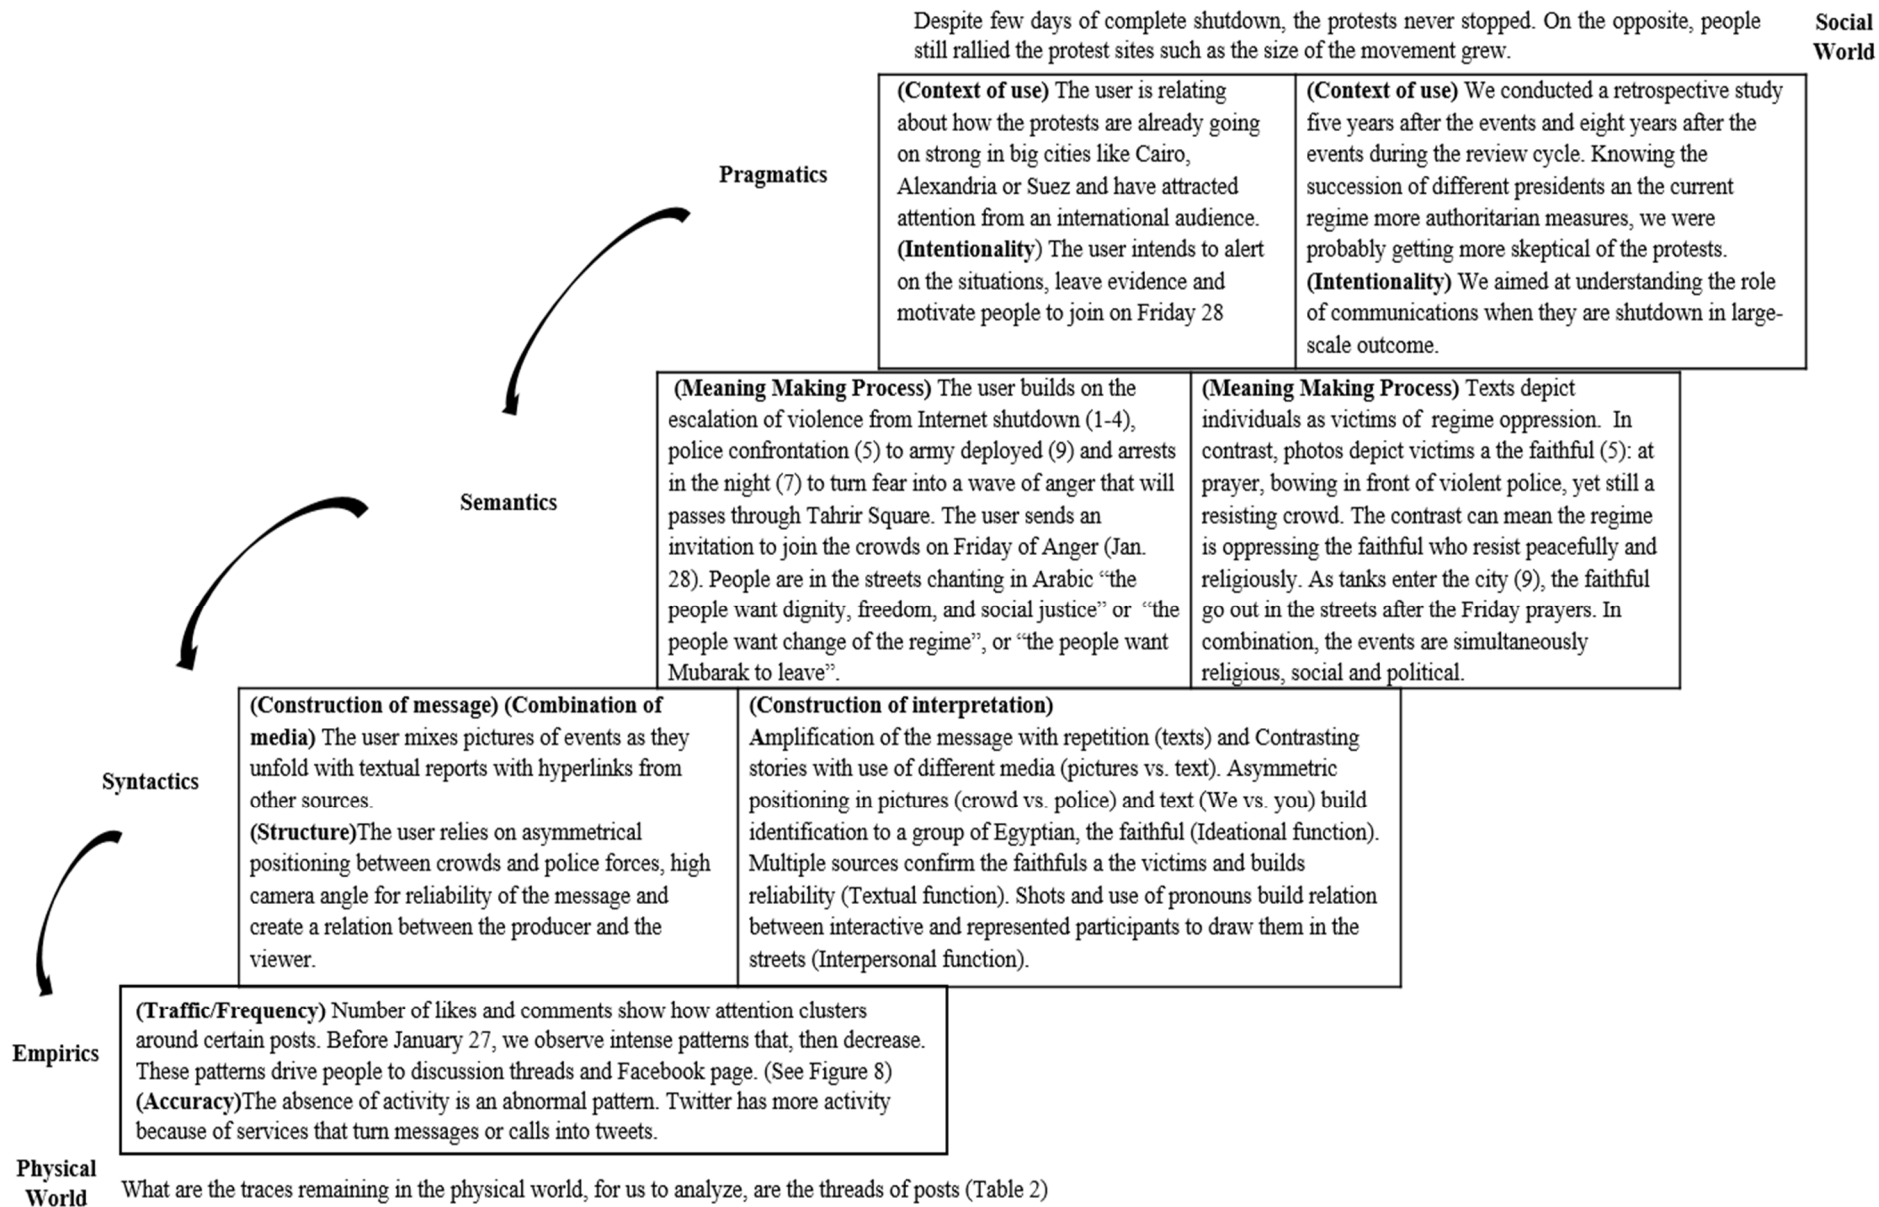 Despite few days of complete shutdown, the protests never stopped. On the opposite, people
still rallied the protest sites such as the size of the movement grew.
Social
World
Pragmatics
(Context of use) The user is relating
about how the protests are already going
on strong in big cities like Cairo,
Alexandria or Suez and have attracted
attention from an international audience.
(Intentionality) The user intends to alert
on the situations, leave evidence and
motivate people to join on Friday 28
(Context of use) We conducted a retrospective study
five years after the events and eight years after the
events during the review cycle. Knowing the
succession of different presidents an the current
regime more authoritarian measures, we were
probably getting more skeptical of the protests.
(Intentionality) We aimed at understanding the role
of communications when they are shutdown in large-
scale outcome.
Semantics
(Meaning Making Process) The user builds on the
escalation of violence from Internet shutdown (1-4),
police confrontation (5) to army deployed (9) and arrests
in the night (7) to turn fear into a wave of anger that will
passes through Tahrir Square. The user sends an
invitation to join the crowds on Friday of Anger (Jan.
28). People are in the streets chanting in Arabic “the
people want dignity, freedom, and social justice” or “the
people want change of the regime”, or “the people want
Mubarak to leave”.
(Meaning Making Process) Texts depict
individuals as victims of regime oppression. In
contrast, photos depict victims a the faithful (5): at
prayer, bowing in front of violent police, yet still a
resisting crowd. The contrast can mean the regime
is oppressing the faithful who resist peacefully and
religiously. As tanks enter the city (9), the faithful
go out in the streets after the Friday prayers. In
combination, the events are simultaneously
religious, social and political.
Syntactics
(Construction of message) (Combination of
media) The user mixes pictures of events as they
unfold with textual reports with hyperlinks from
other sources.
(Structure)The user relies on asymmetrical
positioning between crowds and police forces, high
camera angle for reliability of the message and
create a relation between the producer and the
viewer.
(Construction of interpretation)
Amplification of the message with repetition (texts) and Contrasting
stories with use of different media (pictures vs. text). Asymmetric
positioning in pictures (crowd vs. police) and text (We vs. you) build
identification to a group of Egyptian, the faithful (Ideational function).
Multiple sources confirm the faithfuls a the victims and builds
reliability (Textual function). Shots and use of pronouns build relation
between interactive and represented participants to draw them in the
streets (Interpersonal function).
Empirics
(Traffic/Frequency) Number of likes and comments show how attention clusters
around certain posts. Before January 27, we observe intense patterns that, then decrease.
These patterns drive people to discussion threads and Facebook page. (See Figure 8)
(Accuracy)The absence of activity is an abnormal pattern. Twitter has more activity
because of services that turn messages or calls into tweets.
Physical
World
What are the traces remaining in the physical world, for us to analyze, are the threads of posts (Table 2)